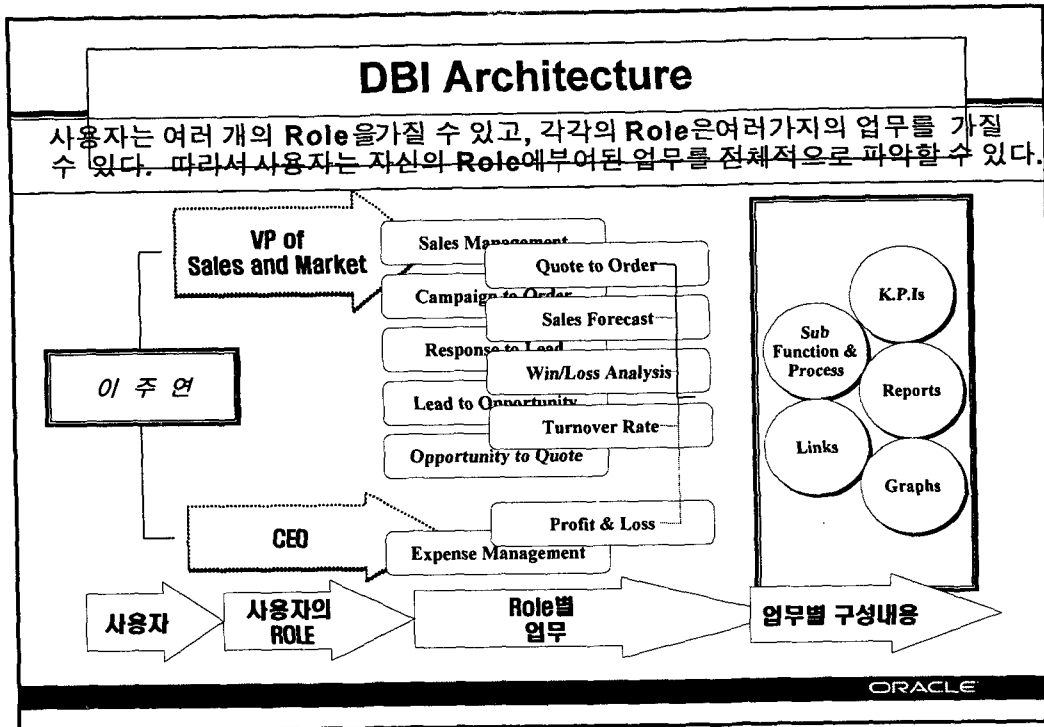 DBI Architecture
사용자는 여러 개의 Role을가질 수 있고, 각각의 Role은여러가지의 업무를 가질
수 있다. 따라서 사용자는 자신의 Role에부여된 업무를 전체적으로 파악할 수 있다.
VP of
Sales and Market
Sales Management
Quote to Order
Campaign to Order
Sales Forecast
Response to Lead
Win/Loss Analysis
Lead to Opportunity
Turnover Rate
Opportunity to Quote
이 주 연
CEO
Profit & Loss
Expense Management
K.P.Is
Sub
Function &
Process
Reports
Links
Graphs
사용자
사용자의
ROLE
Role별
업무
업무별 구성내용
ORACLE